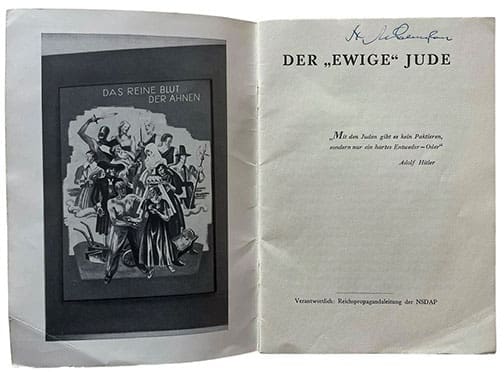 DAS REINE BLUT
DER AHNEN
DER „EWIGE“ JUDE
„Mit den Juden gibt es kein Paktieren,
sondern nur ein hartes Entweder – Oder“
Adolf Hitler
Verantwortlich: Reichspropagandaleitung der NSDAP